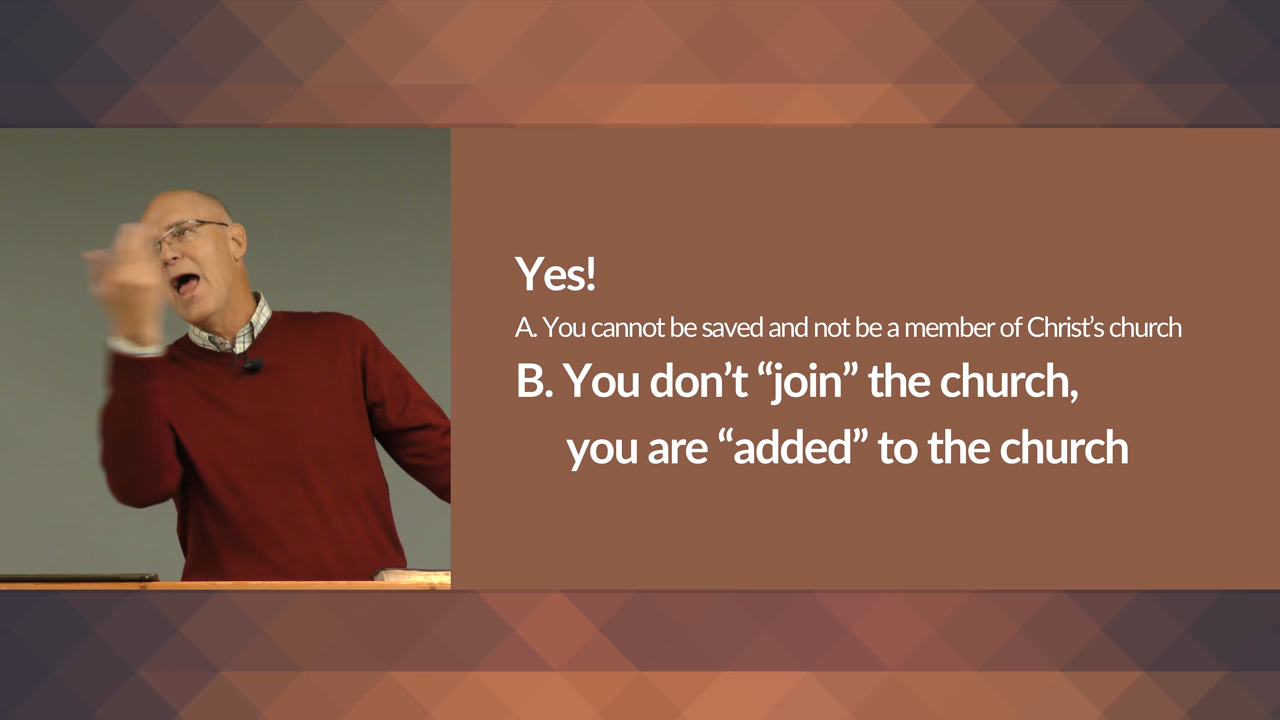 Yes!
A. You cannot be saved and not be a member of Christ’s church
B. You don’t “join” the church,
you are “added” to the church